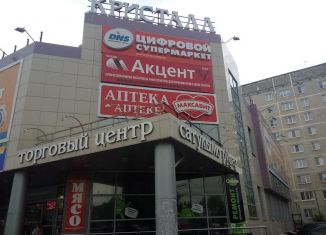 КРИСТАЛЛ
DNS ЦИФРОВОЙ
СУПЕРМАРКЕТ
Акцент
АПТЕКА
АПТЕКА
МАКСАВИТ
торговый центр
МЯСО
РЕМОНТ